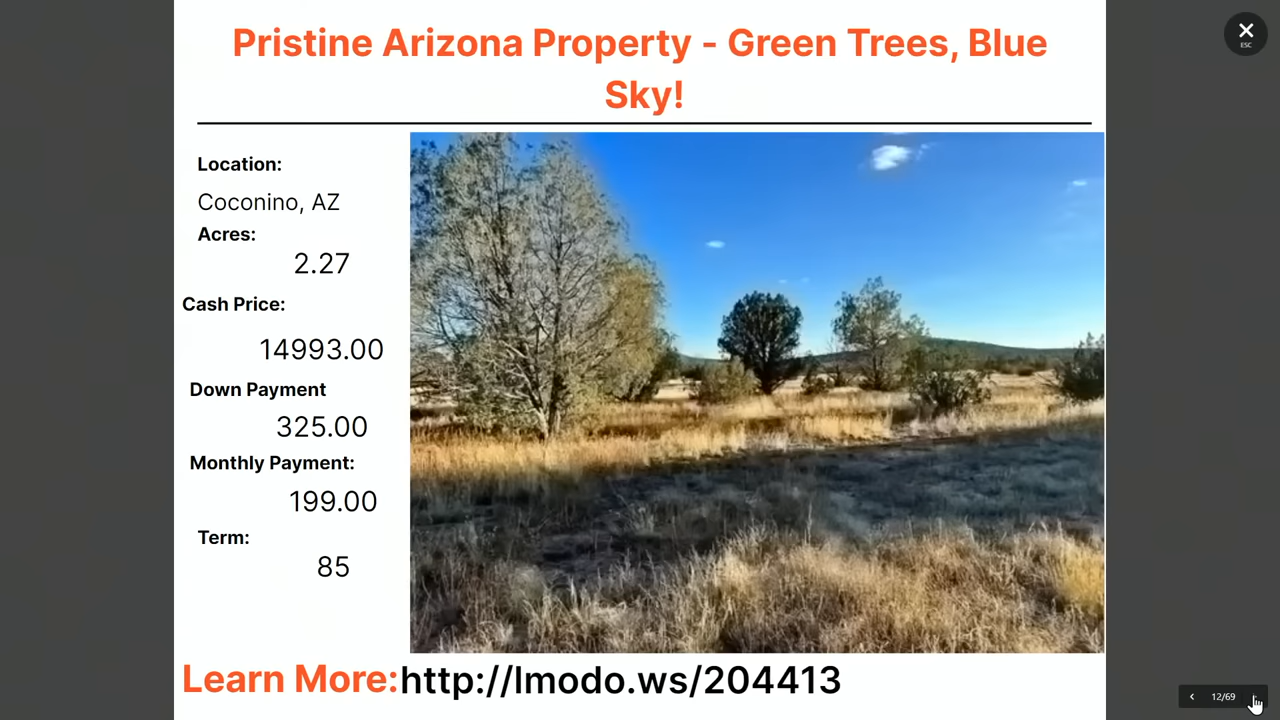 Pristine Arizona Property - Green Trees, Blue
Sky!
Location:
Coconino, AZ
Acres:
2.27
Cash Price:
14993.00
Down Payment
325.00
Monthly Payment:
199.00
Term:
85
Learn More:http://lmodo.ws/204413
ESC
12/69